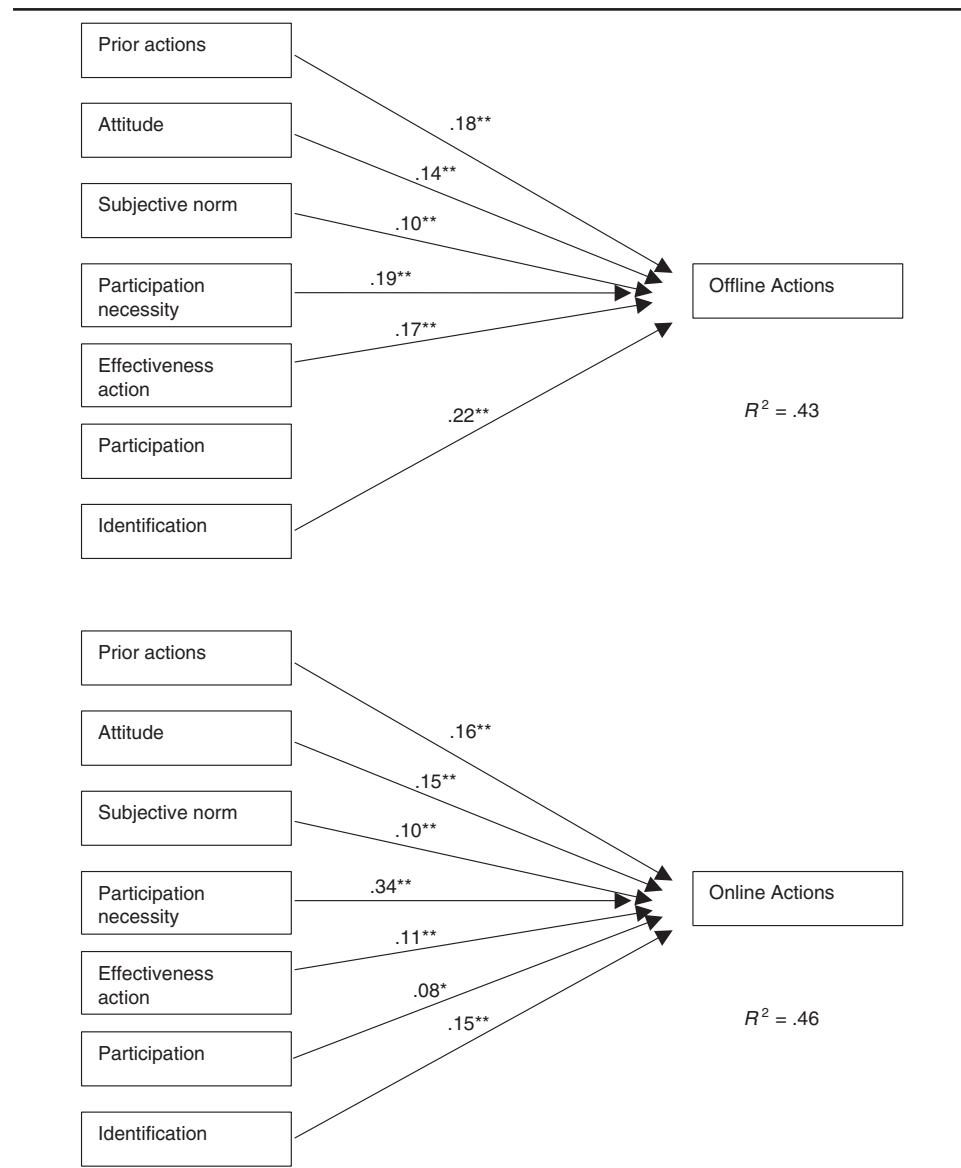 Prior actions
.18**
Attitude
.14**
Subjective norm
.10**
Participation
necessity
.19**
Offline Actions
Effectiveness
action
.17**
R² = .43
Participation
.22**
Identification
Prior actions
.16**
Attitude
.15**
Subjective norm
.10**
Participation
necessity
.34**
Online Actions
Effectiveness
action
.11**
.08*
R² = .46
.15**
Participation
Identification